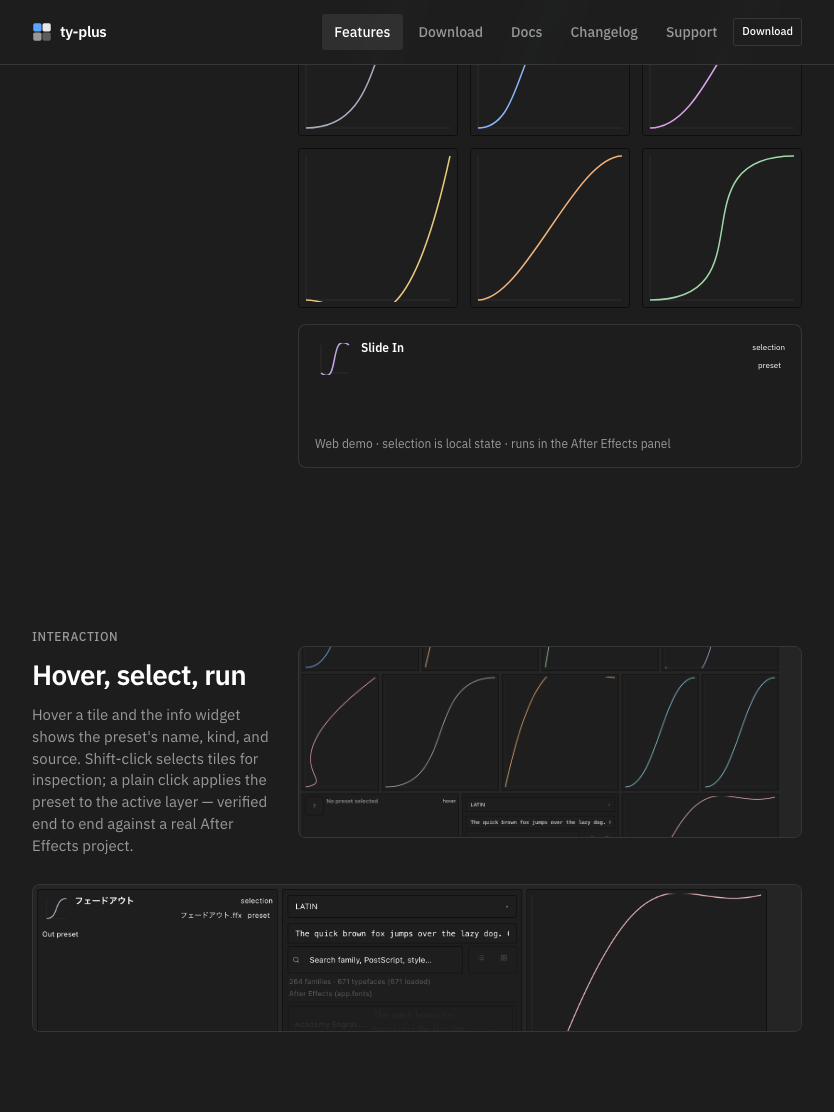 ty-plus
Features
Download
Docs
Changelog
Support
Download
Slide In
selection
preset
Web demo · selection is local state · runs in the After Effects panel
INTERACTION
Hover, select, run
Hover a tile and the info widget
shows the preset's name, kind, and
source. Shift-click selects tiles for
inspection; a plain click applies the
preset to the active layer — verified
end to end against a real After
Effects project.
No preset selected
hover
LATIN
The quick brown fox jumps over the lazy dog.
フェードアウト
selection
フェードアウト.ffx preset
Out preset
LATIN
The quick brown fox jumps over the lazy dog.
Search family, PostScript, style...
264 families · 671 typefaces (671 loaded)
After Effects (app.fonts)